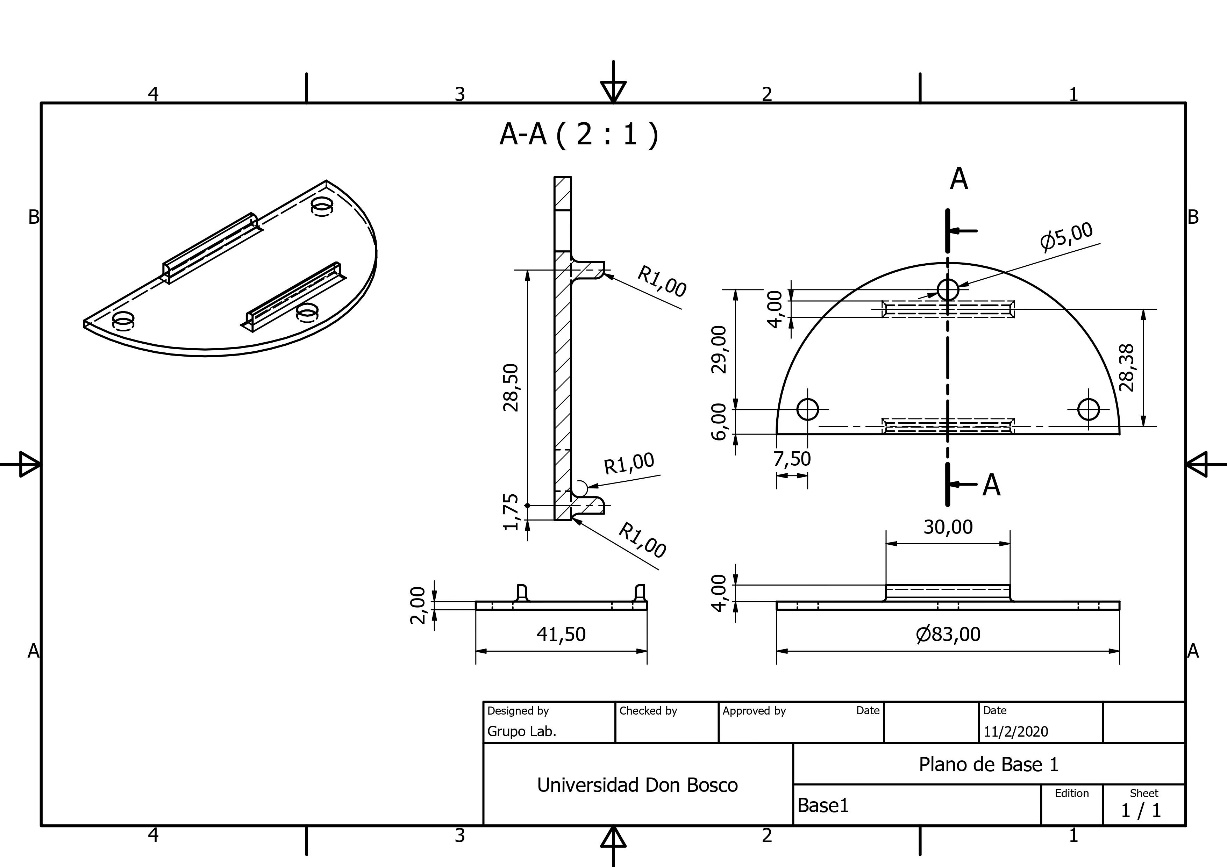 4 3 2 1
A-A ( 2 : 1 )
B
B
A
Ø5,00
R1,00
4,00
29,00
28,38
28,50
6,00
7,50
R1,00
A
1,75
R1,00
30,00
2,00
4,00
41,50
Ø83,00
A
A
Designed by
Checked by
Approved by
Date
Date
Grupo Lab.
11/2/2020
Universidad Don Bosco
Plano de Base 1
Base1
Edition
Sheet
1 / 1
4 3 2 1